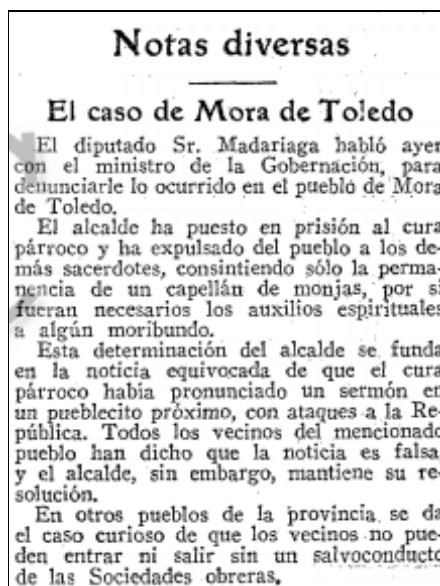 Notas diversas
El caso de Mora de Toledo
El diputado Sr. Madariaga habló ayer
con el ministro de la Gobernación, para
denunciarle lo ocurrido en el pueblo de Mora
de Toledo.
El alcalde ha puesto en prisión al cura
párroco y ha expulsado del pueblo a los de-
más sacerdotes, consintiendo sólo la perma-
nencia de un capellán de monjas, por si
fueran necesarios los auxilios espirituales
a algún moribundo.
Esta determinación del alcalde se funda
en la noticia equivocada de que el cura
párroco había pronunciado un sermón en
un pueblecito próximo, con ataques a la Re-
pública. Todos los vecinos del mencionado
pueblo han dicho que la noticia es falsa,
y el alcalde, sin embargo, mantiene su re-
solución.
En otros pueblos de la provincia se da
el caso curioso de que los vecinos no pue-
den entrar ni salir sin un salvoconducto
de las Sociedades obreras.